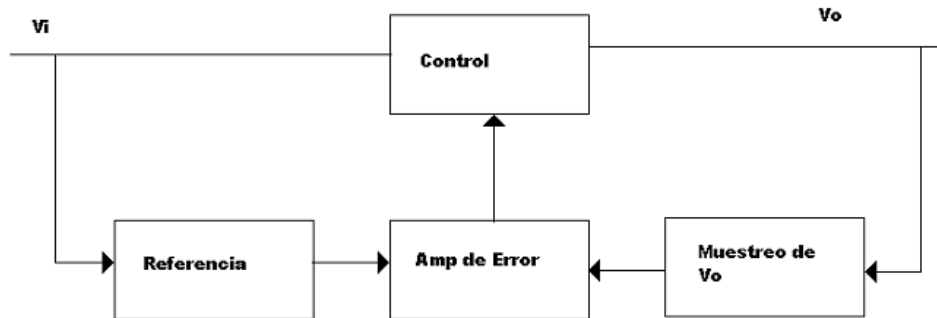 Vi
Vo
Control
Referencia
Amp de Error
Muestreo de
Vo